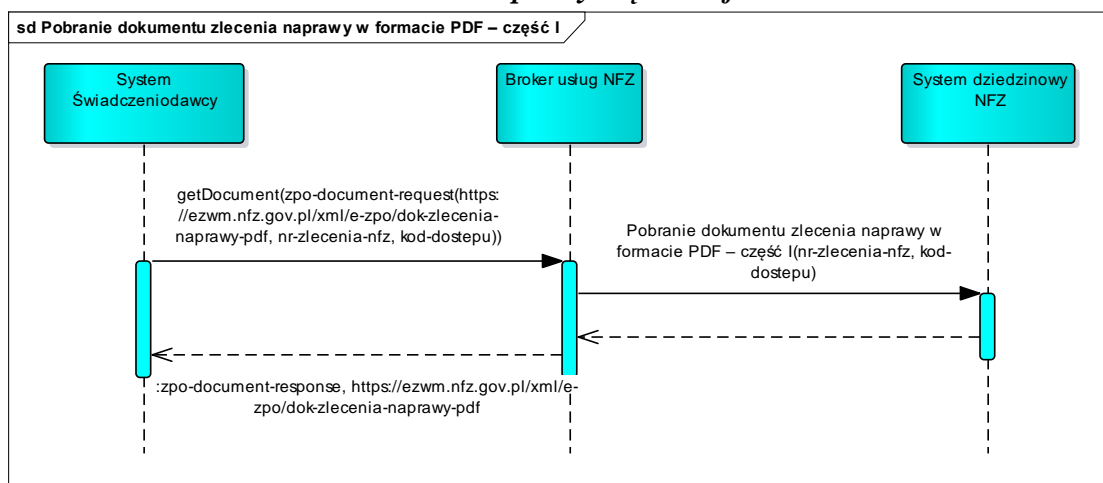 sd Pobranie dokumentu zlecenia naprawy w formacie PDF – część I
System
Świadczeniodawcy
Broker usług NFZ
System dziedzinowy
NFZ
getDocument(zpo-document-request(https:
//ezwm.nfz.gov.pl/xml/e-zpo/dok-zlecenia-
naprawy-pdf, nr-zlecenia-nfz, kod-dostepu))
Pobranie dokumentu zlecenia naprawy w
formacie PDF – część I(nr-zlecenia-nfz, kod-
dostepu)
:zpo-document-response, https://ezwm.nfz.gov.pl/xml/e-
zpo/dok-zlecenia-naprawy-pdf